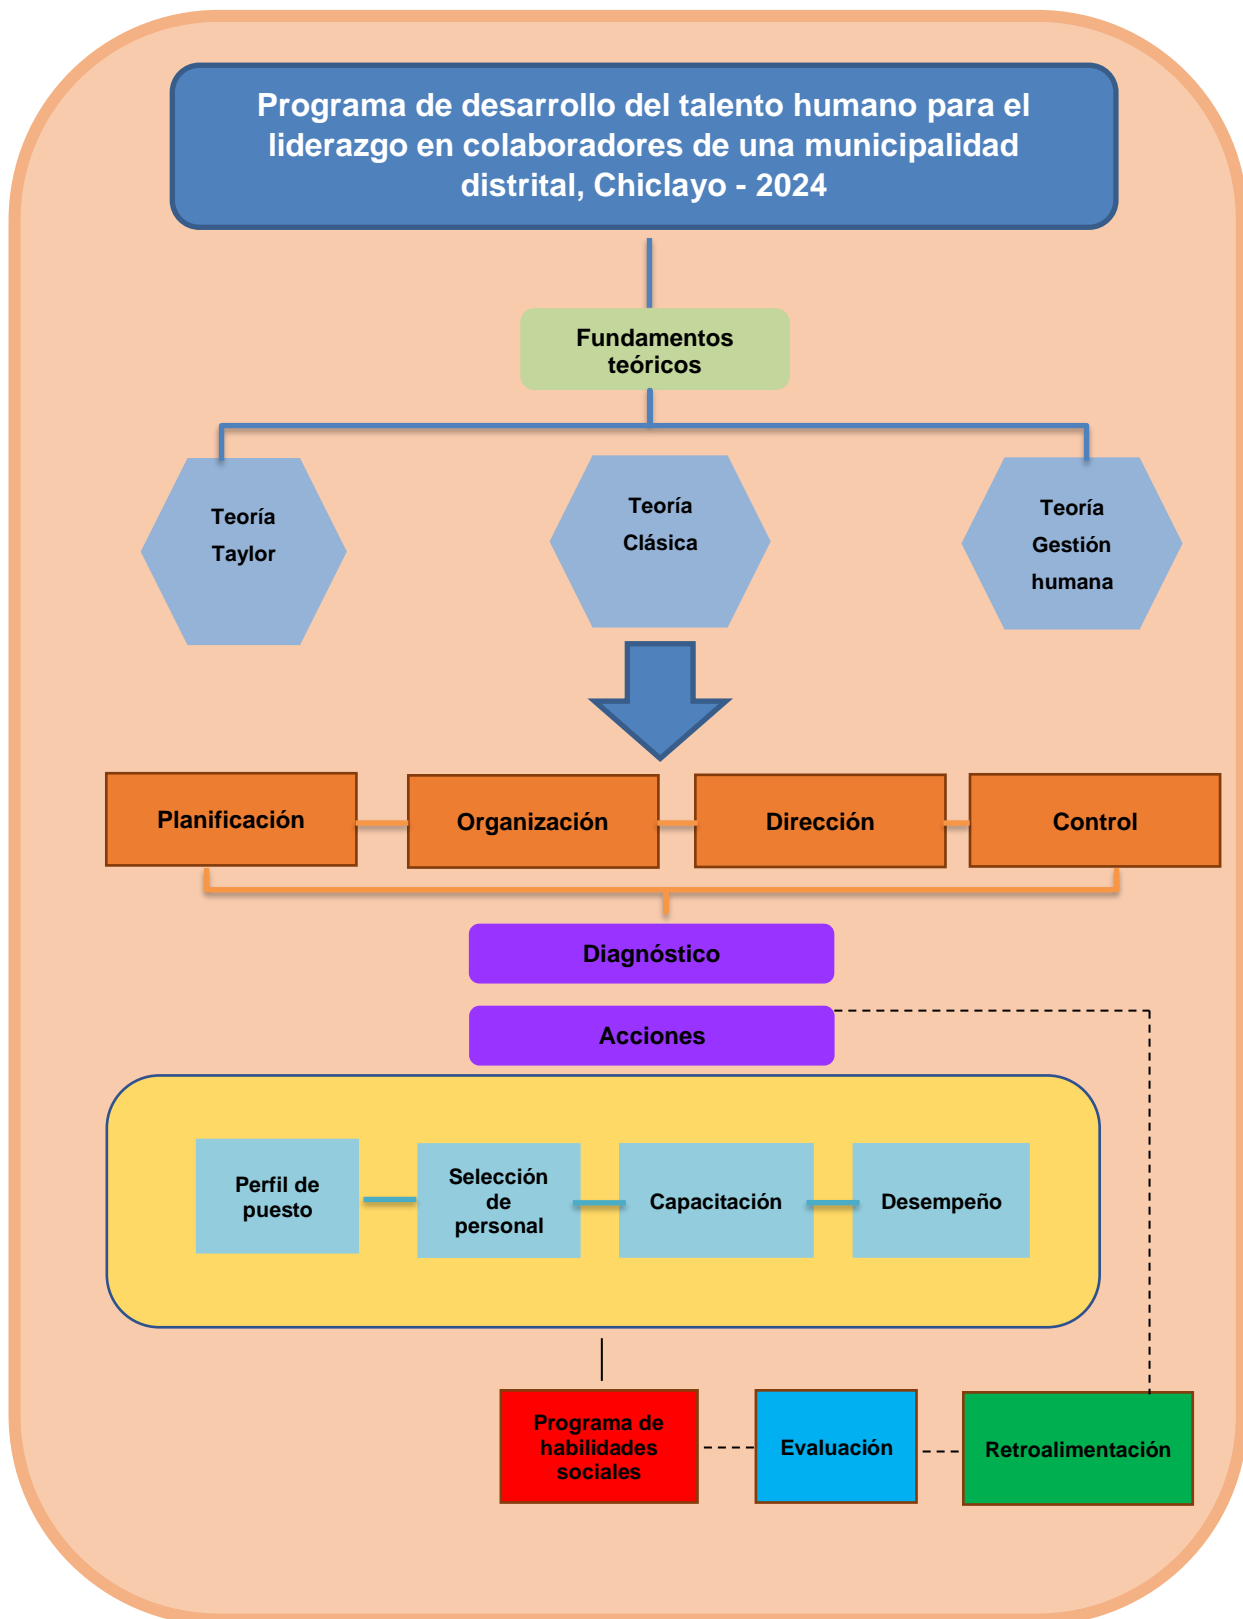 Programa de desarrollo del talento humano para el
liderazgo en colaboradores de una municipalidad
distrital, Chiclayo - 2024
Fundamentos
teóricos
Teoría
Taylor
Teoría
Clásica
Teoría
Gestión
humana
Planificación
Organización
Dirección
Control
Diagnóstico
Acciones
Perfil de
puesto
Selección
de
personal
Capacitación
Desempeño
Programa de
habilidades
sociales
Evaluación
Retroalimentación